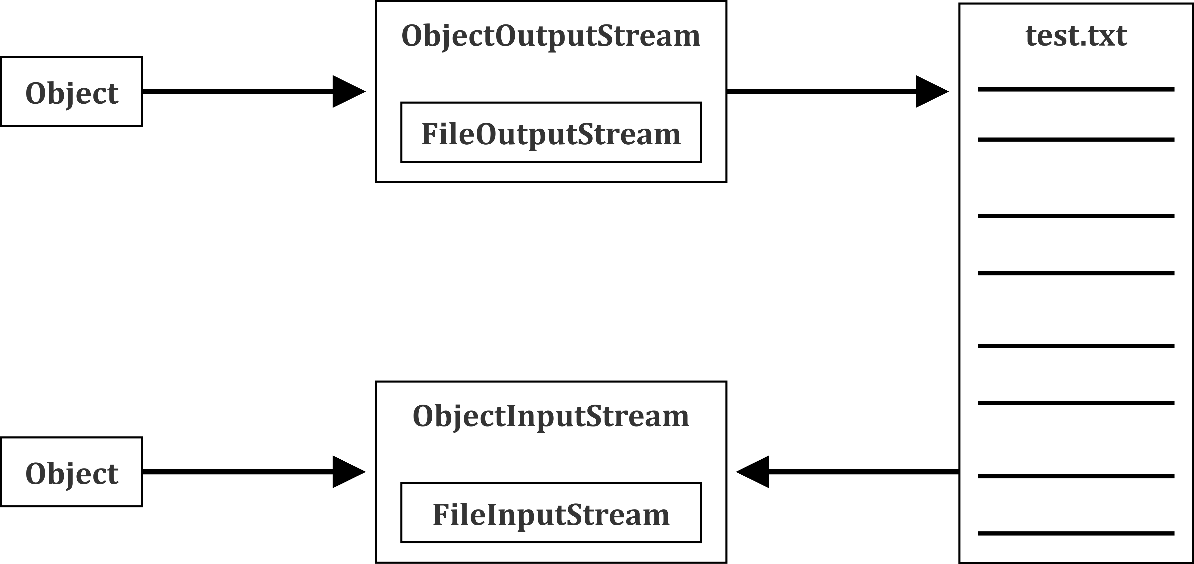 Object
ObjectOutputStream
FileOutputStream
test.txt
Object
ObjectInputStream
FileInputStream